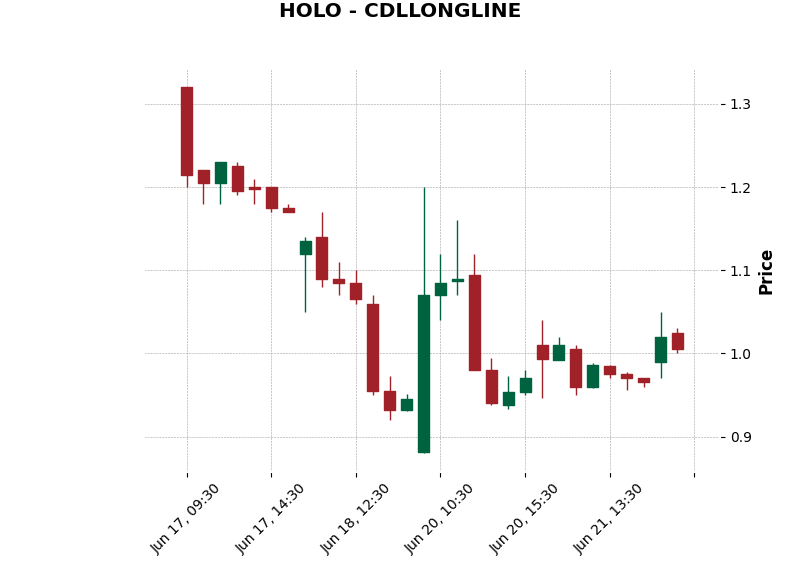 HOLO - CDLLONGLINE
1.3
1.2
1.1
1.0
0.9
Price
Jun 17, 09:30
Jun 17, 14:30
Jun 18, 12:30
Jun 20, 10:30
Jun 20, 15:30
Jun 21, 13:30